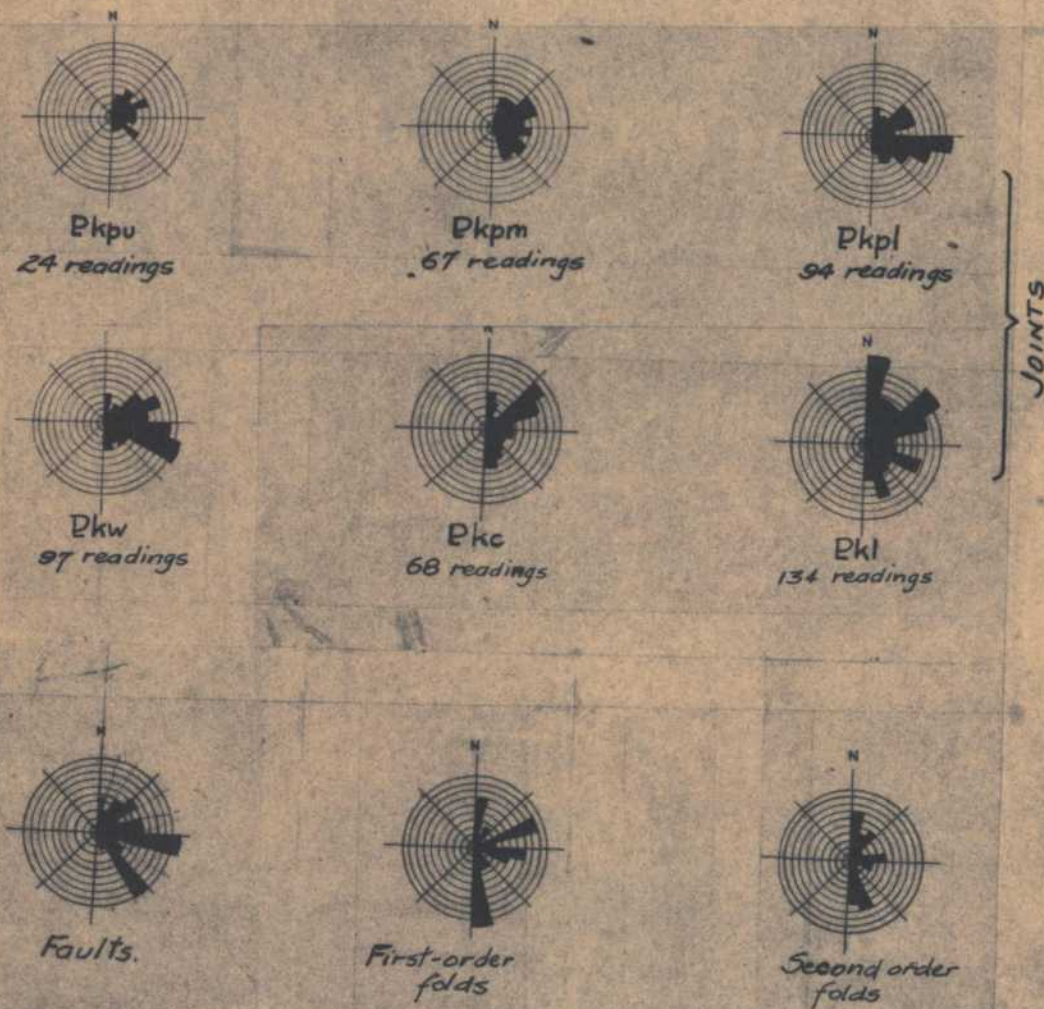 N
N
N
Pkpu
24 readings
Pkpm
67 readings
Pkpl
94 readings
JOINTS
N
N
N
Pkw
97 readings
Pkc
68 readings
Pkl
134 readings
N
N
N
Faults.
First-order
folds
Second order
folds